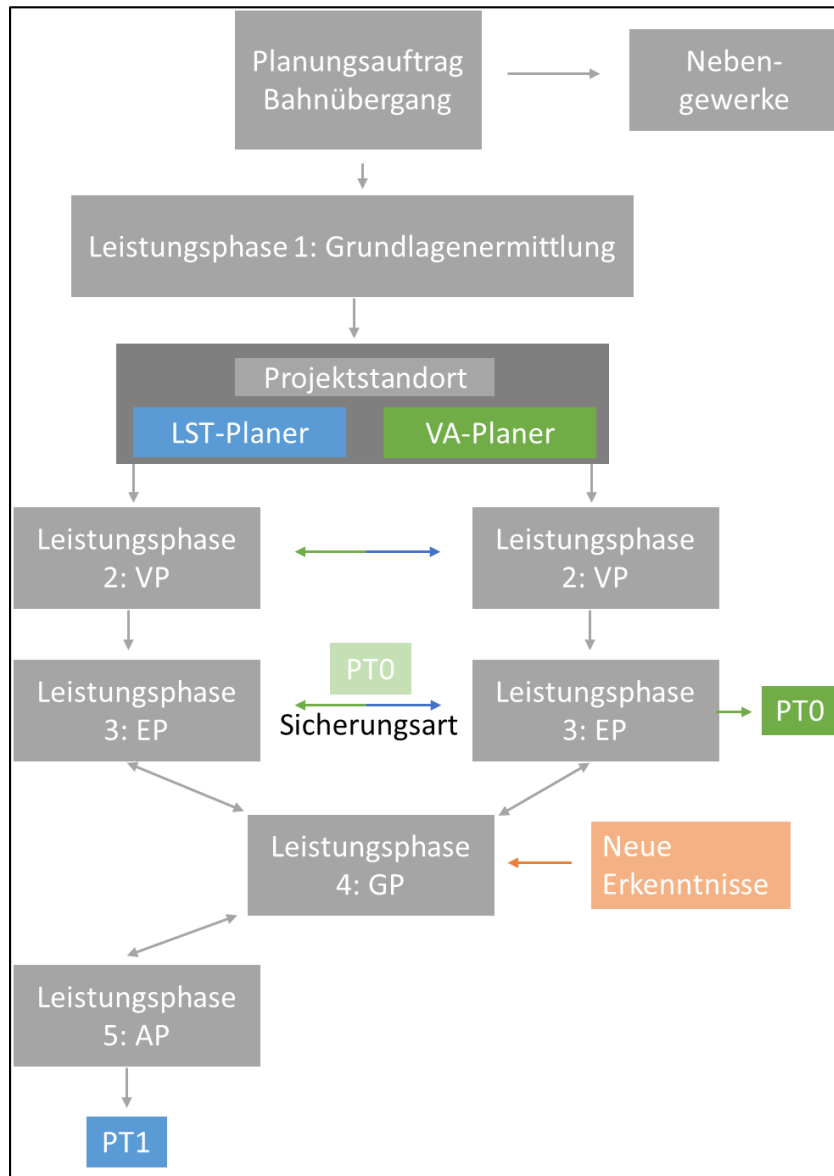 Planungsauftrag
Bahnübergang
Neben-
gewerke
Leistungsphase 1: Grundlagenermittlung
Projektstandort
LST-Planer
VA-Planer
Leistungsphase
2: VP
Leistungsphase
2: VP
Leistungsphase
3: EP
PT0
Sicherungsart
Leistungsphase
3: EP
PT0
Leistungsphase
4: GP
Neue
Erkenntnisse
Leistungsphase
5: AP
PT1